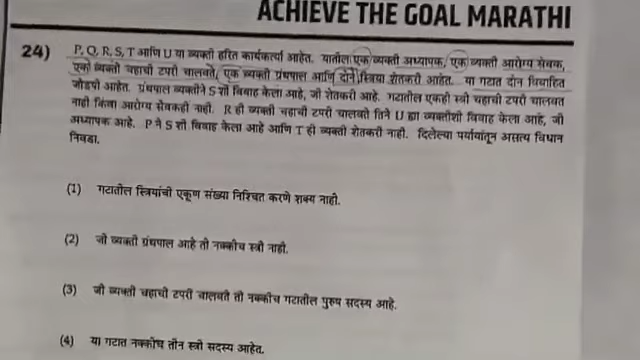 ACHIEVE THE GOAL MARATHI
24) P, Q, R, S, T आणि U या व्यक्ती हरित कार्यकर्त्या आहेत. यातील एक व्यक्ती अध्यापक, एक व्यक्ती आरोग्य सेवक,
एक व्यक्ती चहाची टपरी चालवते, एक व्यक्ती ग्रंथपाल आणि दोन स्त्रिया शेतकरी आहेत. या गटात दोन विवाहित
जोडपी आहेत. ग्रंथपाल व्यक्तीने S शी विवाह केला आहे, जी शेतकरी आहे. गटातील एकही स्त्री चहाची टपरी चालवत
नाही किंवा आरोग्य सेवकही नाही. R ही व्यक्ती चहाची टपरी चालवते तिने U ह्या व्यक्तीशी विवाह केला आहे, जी
अध्यापक आहे. P ने S शी विवाह केला आहे आणि T ही व्यक्ती शेतकरी नाही. दिलेल्या पर्यायांतून असत्य विधान
निवडा.
(1) गटातील स्त्रियांची एकूण संख्या निश्चित करणे शक्य नाही.
(2) जी व्यक्ती ग्रंथपाल आहे ती नक्कीच स्त्री नाही.
(3) जी व्यक्ती चहाची टपरी चालवते ती नक्कीच गटातील पुरुष सदस्य आहे.
(4) या गटात नक्कीच तीन स्त्री सदस्य आहेत.